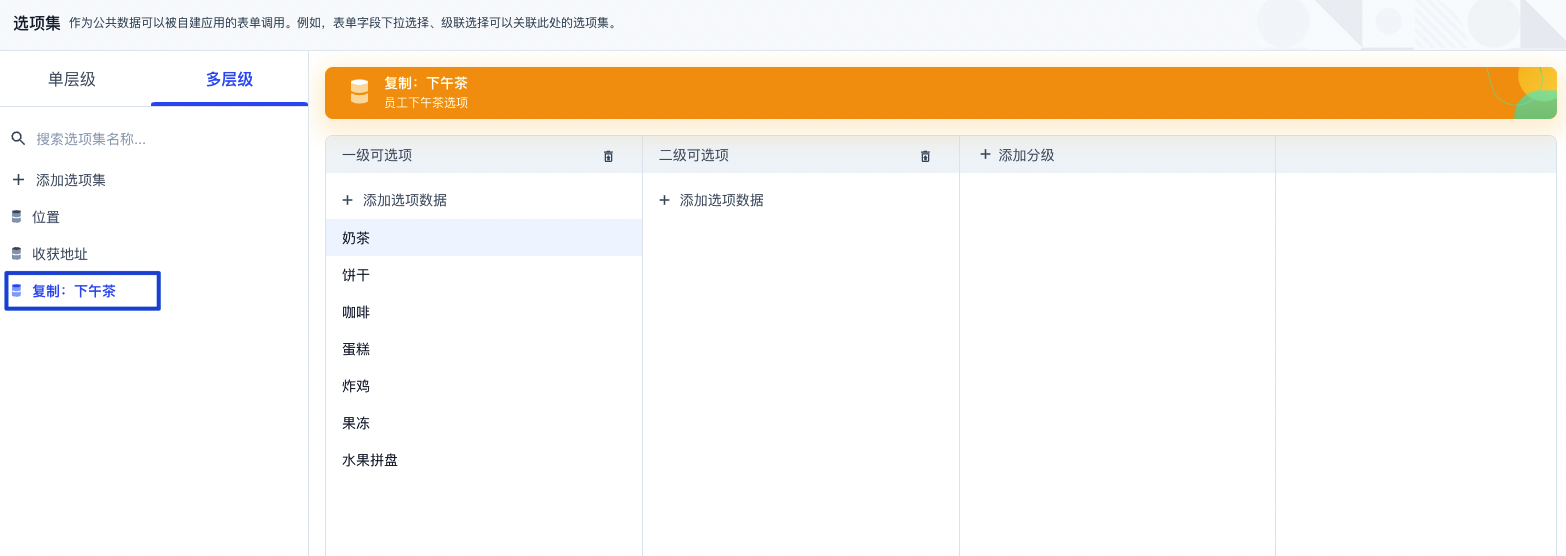 选项集 作为公共数据可以被自建应用的表单调用。例如，表单字段下拉选择、级联选择可以关联此处的选项集。
单层级 多层级
搜索选项集名称...
添加选项集
位置
收获地址
复制：下午茶
复制：下午茶
员工下午茶选项
一级可选项 二级可选项 添加分级
添加选项数据 添加选项数据
奶茶
饼干
咖啡
蛋糕
炸鸡
果冻
水果拼盘